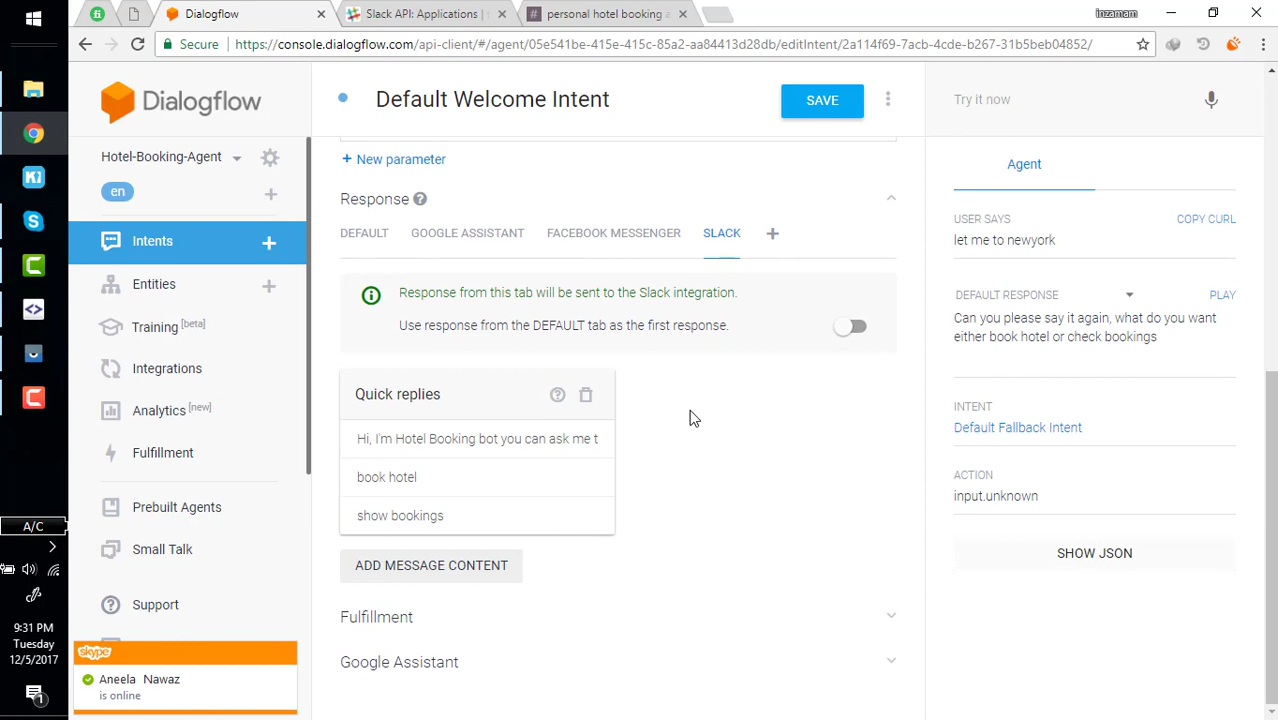 Dialogflow
Slack API: Applications |
personal hotel booking a
inzamam
Secure
https://console.dialogflow.com/api-client/#/agent/05e541be-415e-415c-85a2-aa84413d28db/editIntent/2a114f69-7acb-4cde-b267-31b5beb04852/
Dialogflow
Hotel-Booking-Agent
en
Intents
Entities
Training [beta]
Integrations
Analytics [new]
Fulfillment
Prebuilt Agents
Small Talk
Support
skype
Aneela Nawaz
is online
A/C
9:31 PM
Tuesday
12/5/2017
1
Default Welcome Intent
SAVE
+ New parameter
Response
DEFAULT GOOGLE ASSISTANT FACEBOOK MESSENGER SLACK
Response from this tab will be sent to the Slack integration.
Use response from the DEFAULT tab as the first response.
Quick replies
Hi, I'm Hotel Booking bot you can ask me t
book hotel
show bookings
ADD MESSAGE CONTENT
Fulfillment
Google Assistant
Try it now
Agent
USER SAYS COPY CURL
let me to newyork
DEFAULT RESPONSE PLAY
Can you please say it again, what do you want
either book hotel or check bookings
INTENT
Default Fallback Intent
ACTION
input.unknown
SHOW JSON